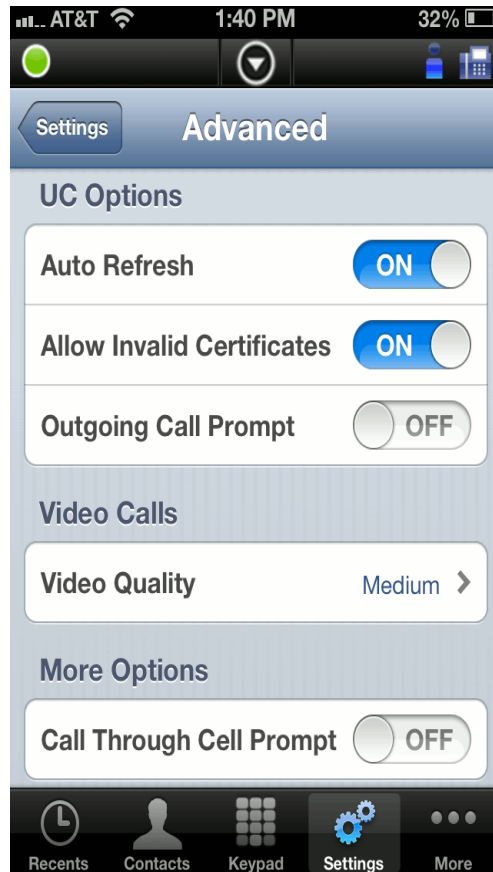 AT&T 1:40 PM 32%
Settings Advanced
UC Options
Auto Refresh ON
Allow Invalid Certificates ON
Outgoing Call Prompt OFF
Video Calls
Video Quality Medium
More Options
Call Through Cell Prompt OFF
Recents Contacts Keypad Settings More